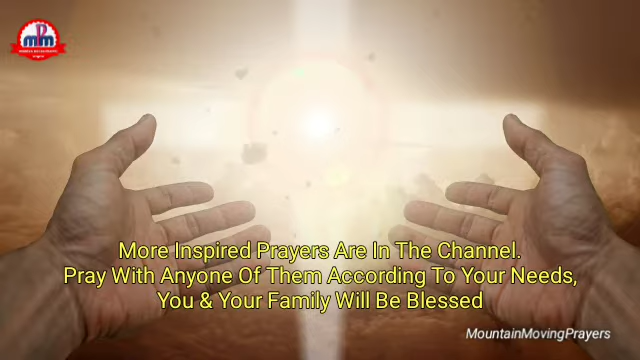 More Inspired Prayers Are In The Channel.
Pray With Anyone Of Them According To Your Needs,
You & Your Family Will Be Blessed
MountainMovingPrayers